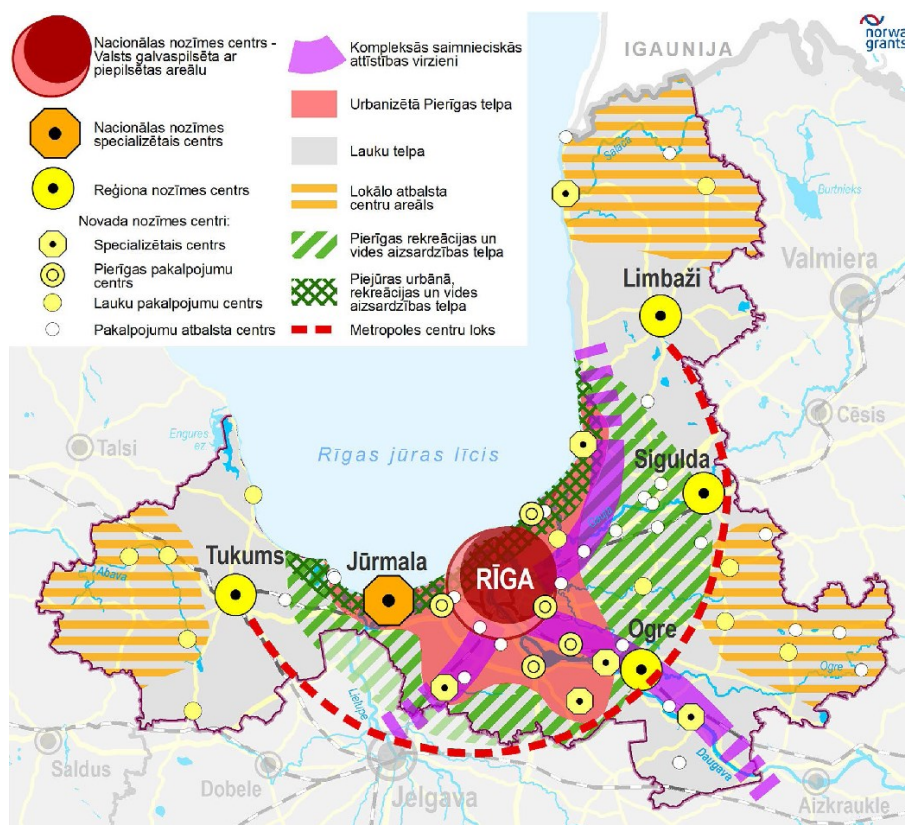 Nacionālas nozīmes centrs -
Valsts galvaspilsēta ar
piepilsētas areālu
Nacionālas nozīmes
specializētais centrs
Reģiona nozīmes centrs
Novada nozīmes centri:
Specializētais centrs
Pierīgas pakalpojumu
centrs
Lauku pakalpojumu centrs
Pakalpojumu atbalsta centrs
Kompleksās saimnieciskās
attīstības virzieni
Urbanizētā Pierīgas telpa
Lauku telpa
Lokālo atbalsta
centru areāls
Pierīgas rekreācijas un
vides aizsardzības telpa
Piejūras urbānā,
rekreācijas un vides
aizsardzības telpa
Metropoles centru loks
norwa
grants
IGAUNIJA
Salaca
Burtnieks
Valmiera
Limbaži
Cēsis
Talsi
Engures
ez
Rīgas jūras līcis
Sigulda
Gauja
Tukums
Jūrmala
RĪGA
Abava
Ogre
Ogre
Lielupe
Saldus
Dobele
Jelgava
Daugava
Aizkraukle